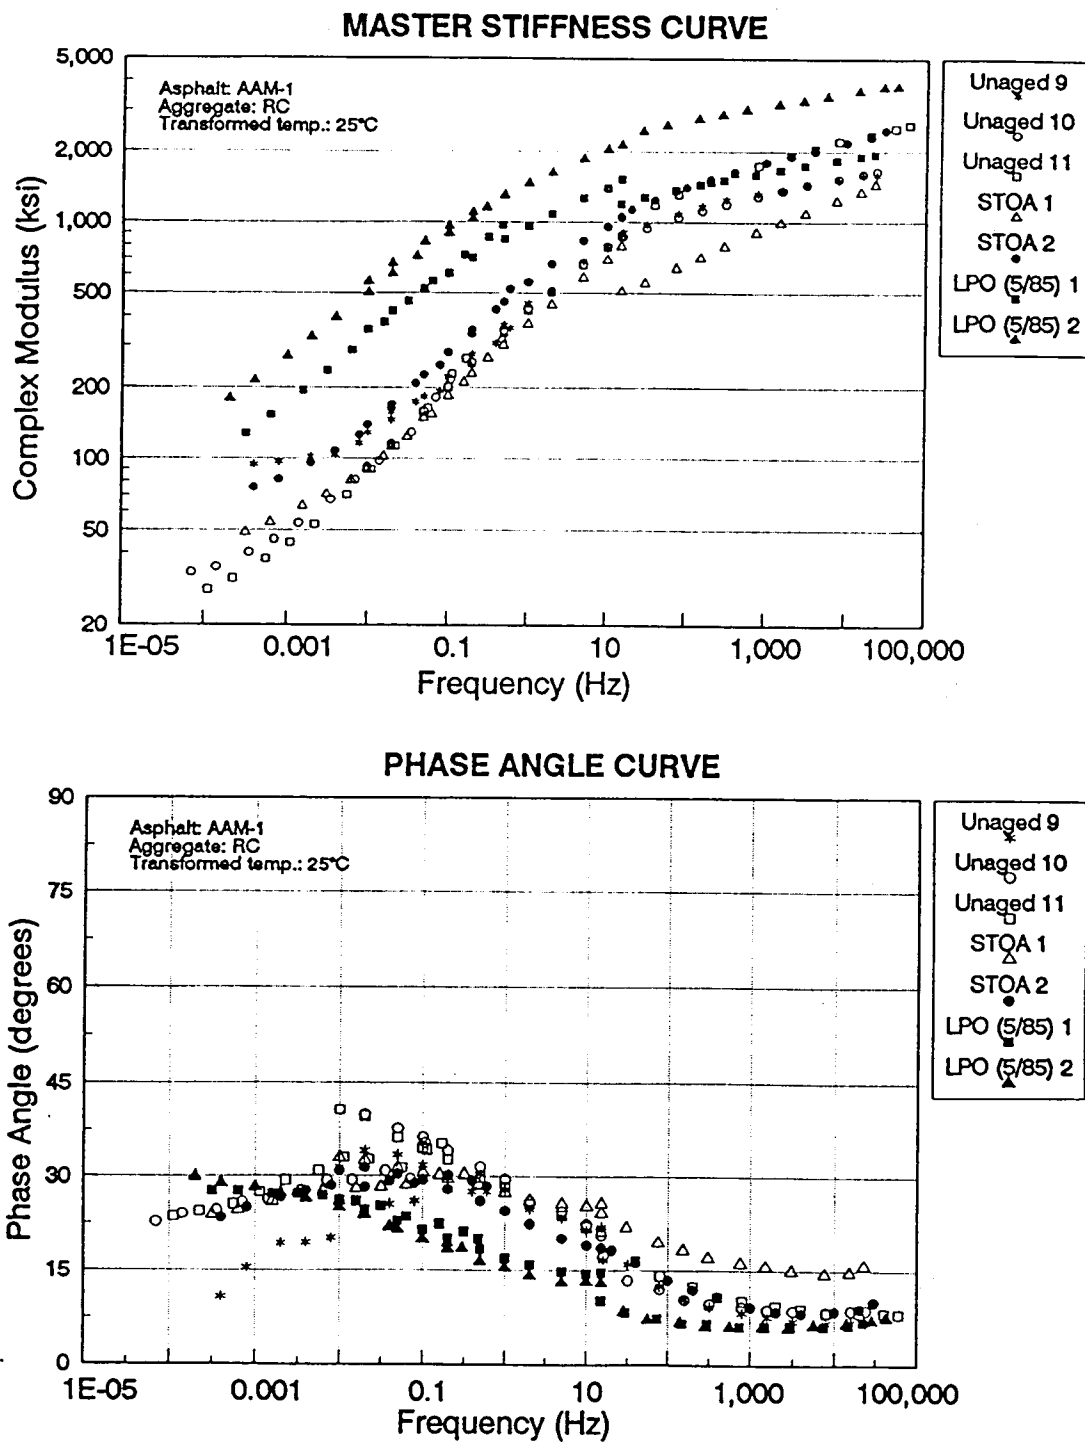 MASTER STIFFNESS CURVE
Asphalt: AAM-1
Aggregate: RC
Transformed temp.: 25°C
Complex Modulus (ksi)
5,000
2,000
1,000
500
200
100
50
20
1E-05
0.001
0.1
10
1,000
100,000
Frequency (Hz)
Unaged 9
Unaged 10
Unaged 11
STOA 1
STOA 2
LPO (5/85) 1
LPO (5/85) 2
PHASE ANGLE CURVE
Asphalt: AAM-1
Aggregate: RC
Transformed temp.: 25°C
Phase Angle (degrees)
90
75
60
45
30
15
0
1E-05
0.001
0.1
10
1,000
100,000
Frequency (Hz)
Unaged 9
Unaged 10
Unaged 11
STOA 1
STOA 2
LPO (5/85) 1
LPO (5/85) 2